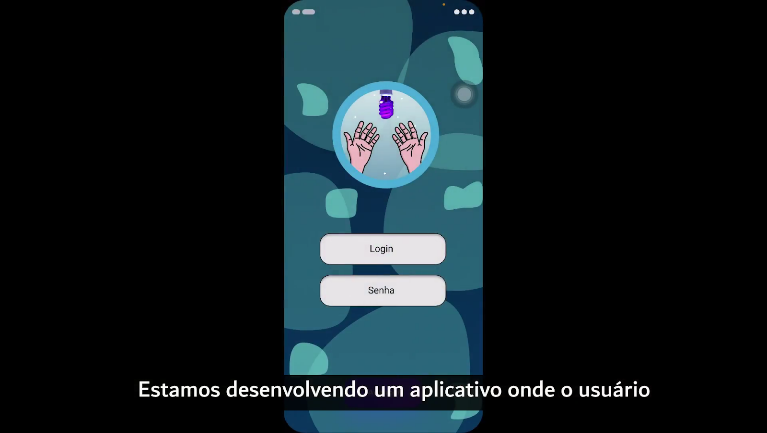 Login
Senha
Estamos desenvolvendo um aplicativo onde o usuário